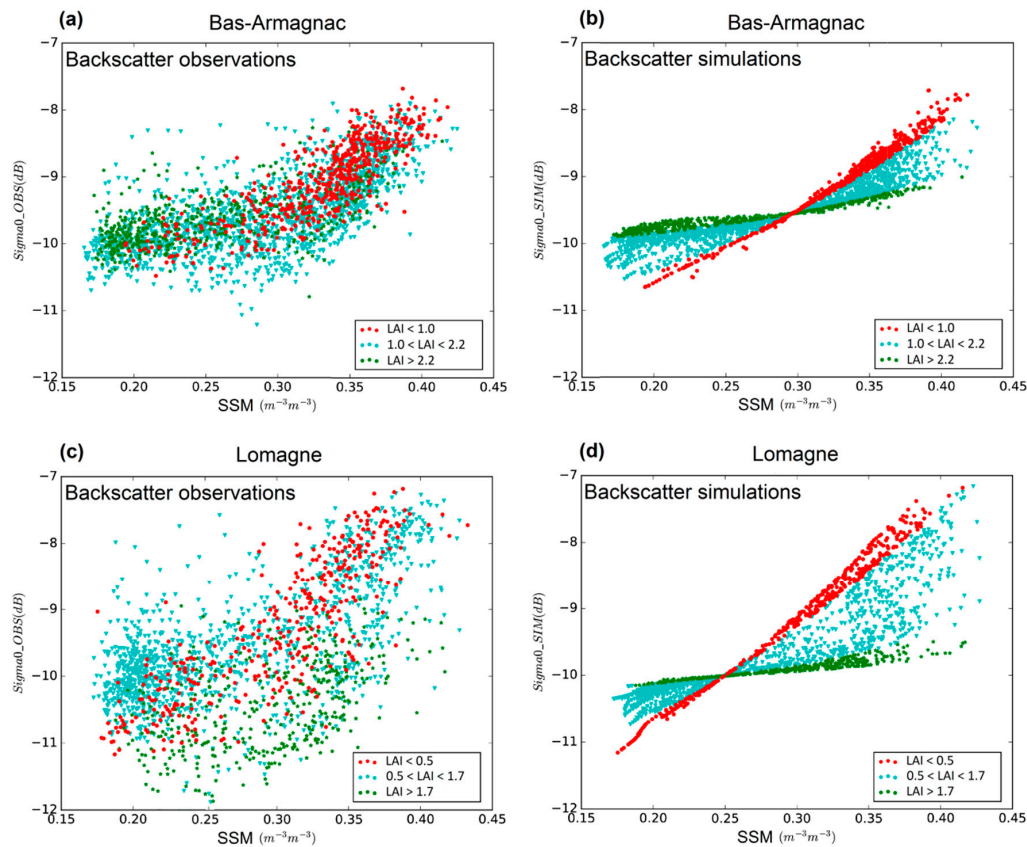 (a) Bas-Armagnac
Backscatter observations
−7
−8
−9
−10
−11
−12
Sigma0_OBS(dB)
0.15 0.20 0.25 0.30 0.35 0.40 0.45
SSM (m⁻³m⁻³)
LAI < 1.0
1.0 < LAI < 2.2
LAI > 2.2
(b) Bas-Armagnac
Backscatter simulations
−7
−8
−9
−10
−11
−12
Sigma0_SIM(dB)
0.15 0.20 0.25 0.30 0.35 0.40 0.45
SSM (m⁻³m⁻³)
LAI < 1.0
1.0 < LAI < 2.2
LAI > 2.2
(c) Lomagne
Backscatter observations
−7
−8
−9
−10
−11
−12
Sigma0_OBS(dB)
0.15 0.20 0.25 0.30 0.35 0.40 0.45
SSM (m⁻³m⁻³)
LAI < 0.5
0.5 < LAI < 1.7
LAI > 1.7
(d) Lomagne
Backscatter simulations
−7
−8
−9
−10
−11
−12
Sigma0_SIM(dB)
0.15 0.20 0.25 0.30 0.35 0.40 0.45
SSM (m⁻³m⁻³)
LAI < 0.5
0.5 < LAI < 1.7
LAI > 1.7